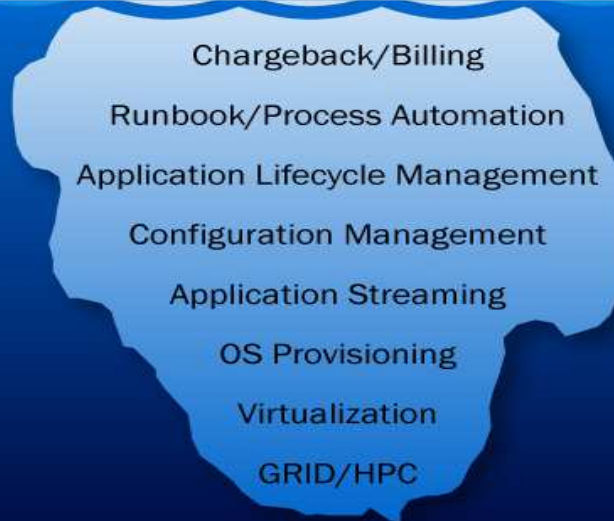 Chargeback/Billing
Runbook/Process Automation
Application Lifecycle Management
Configuration Management
Application Streaming
OS Provisioning
Virtualization
GRID/HPC